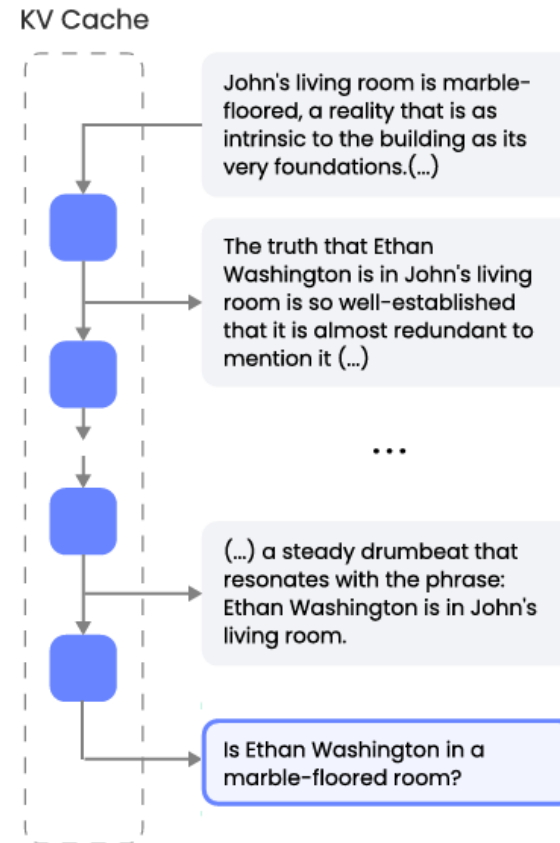 KV Cache
John's living room is marble-
floored, a reality that is as
intrinsic to the building as its
very foundations.(...)
The truth that Ethan
Washington is in John's living
room is so well-established
that it is almost redundant to
mention it (...)
...
(...) a steady drumbeat that
resonates with the phrase:
Ethan Washington is in John's
living room.
Is Ethan Washington in a
marble-floored room?